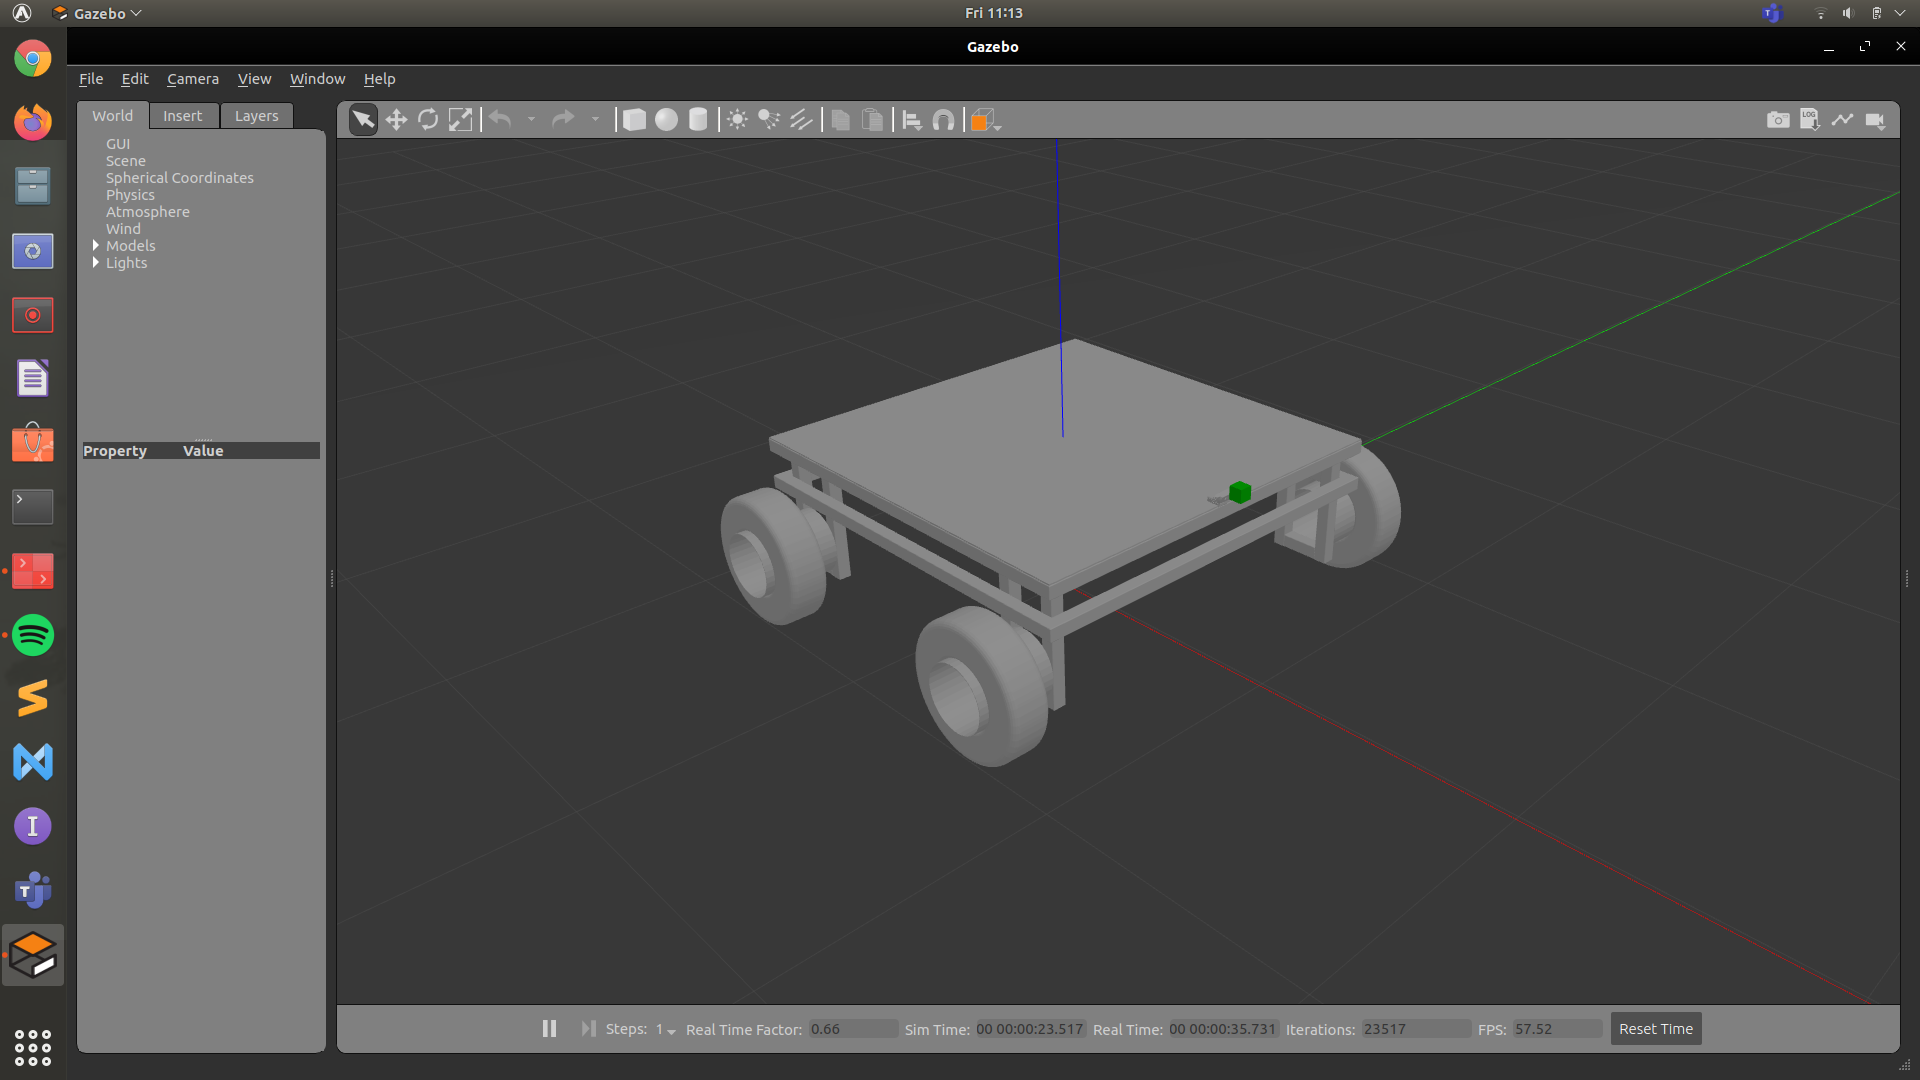 Gazebo
Fri 11:13
Gazebo
File Edit Camera View Window Help
World Insert Layers
LOG
GUI
Scene
Spherical Coordinates
Physics
Atmosphere
Wind
Models
Lights
Property Value
Steps: 1 Real Time Factor: 0.66 Sim Time: 00 00:00:23.517 Real Time: 00 00:00:35.731 Iterations: 23517 FPS: 57.52 Reset Time